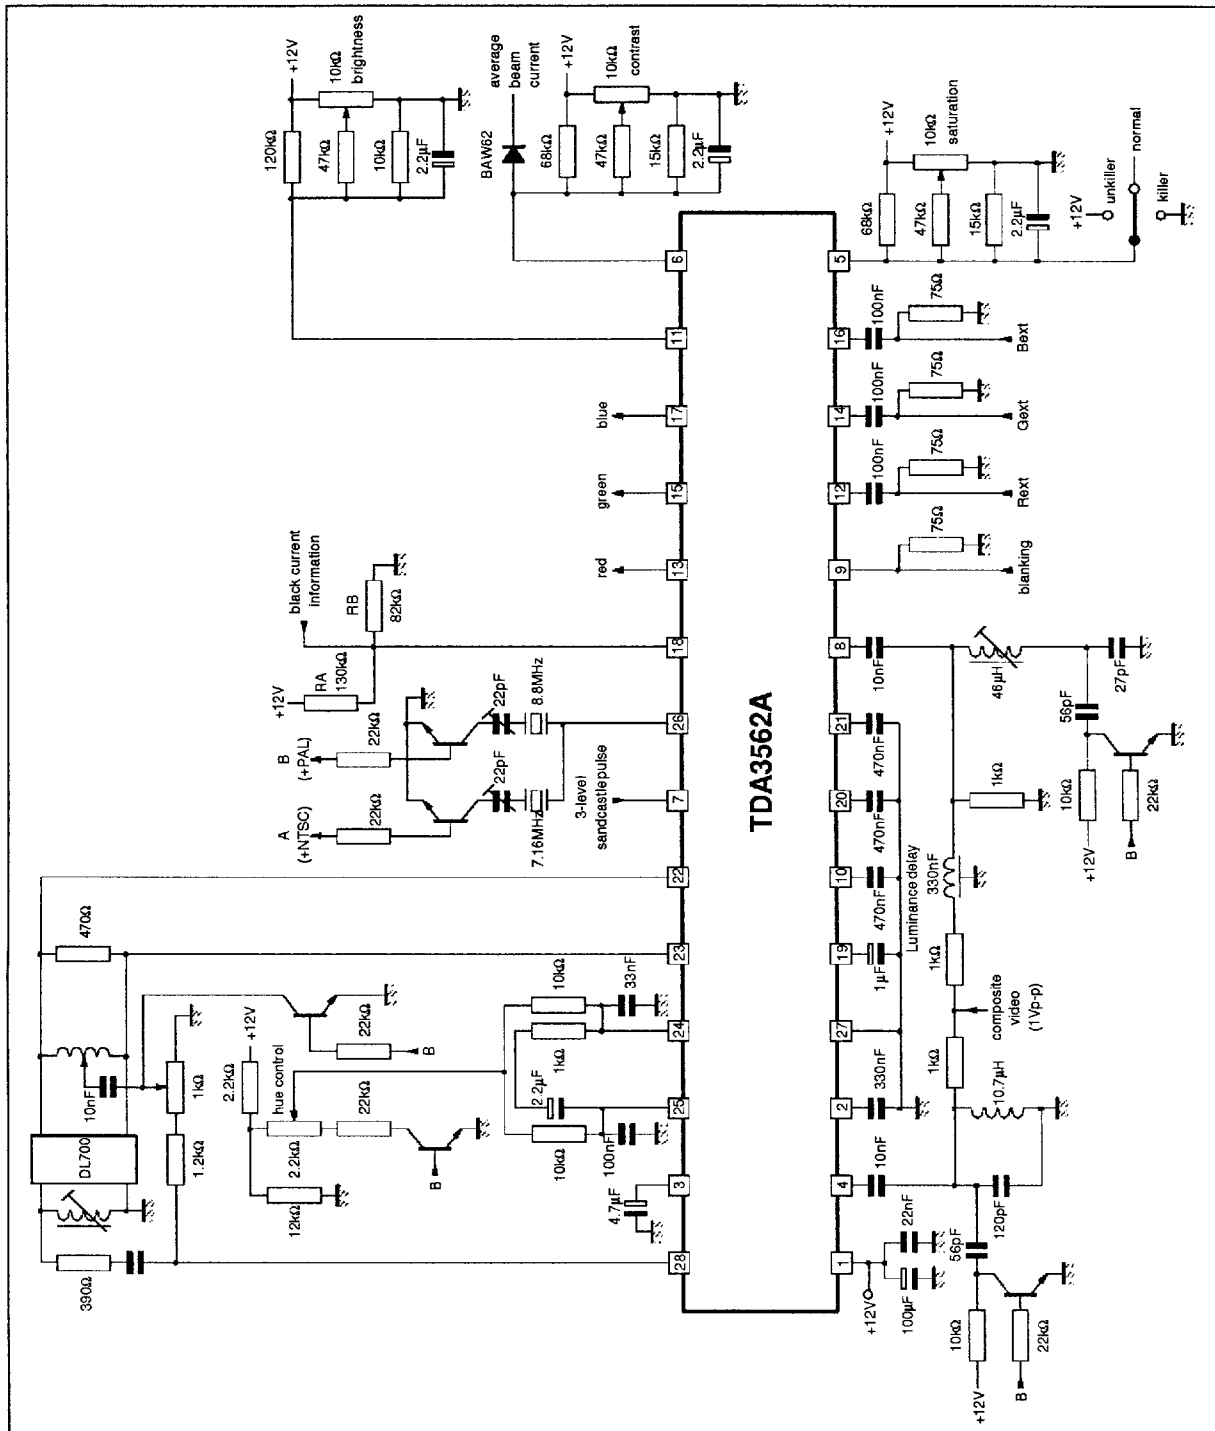 +12V
10kΩ
brightness
120kΩ
47kΩ
10kΩ
2.2µF
average
beam
current
BAW62
+12V
10kΩ
contrast
68kΩ
47kΩ
15kΩ
2.2µF
+12V
10kΩ
saturation
68kΩ
47kΩ
15kΩ
2.2µF
+12V
unkiller
normal
killer
6
5
11
16
100nF
75Ω
Bext
blue
17
14
100nF
75Ω
Gext
green
15
12
100nF
75Ω
Rext
red
13
9
75Ω
blanking
black current
information
RB
82kΩ
+12V
RA
130kΩ
18
8
10nF
46µH
56pF
27pF
10kΩ
+12V
22kΩ
B
B
(+PAL)
22kΩ
22pF
8.8MHz
26
21
470nF
1kΩ
A
(+NTSC)
22kΩ
22pF
7.16MHz
3-level
sandcastle pulse
7
20
470nF
TDA3562A
22
10
470nF
Luminance delay
330nF
470Ω
23
19
1µF
1kΩ
10nF
1kΩ
22kΩ
B
+12V
2.2kΩ
hue control
2.2kΩ
22kΩ
B
12kΩ
10kΩ
33nF
1kΩ
24
27
composite
video
(1Vp-p)
2.2µF
10kΩ
100nF
25
2
330nF
1kΩ
10.7µH
DL700
1.2kΩ
4.7µF
3
4
10nF
120pF
56pF
390Ω
28
1
+12V
22nF
100µF
10kΩ
+12V
22kΩ
B